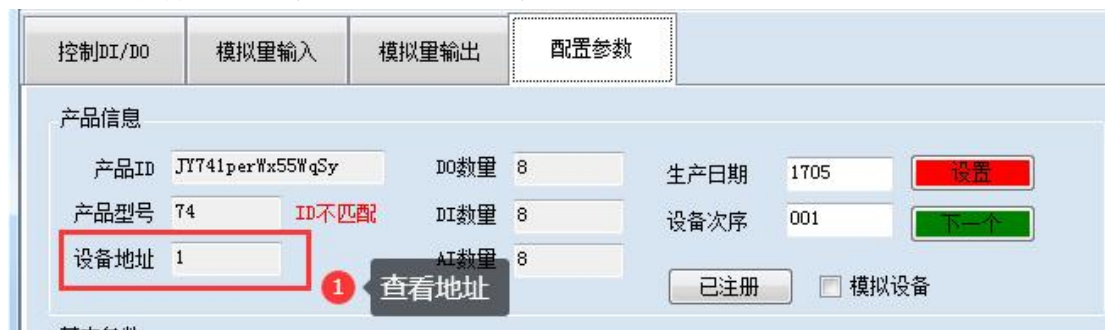 控制DI/DO 模拟量输入 模拟量输出 配置参数
产品信息
产品ID JY741perWx55WqSy DO数量 8 生产日期 1705 设置
产品型号 74 ID不匹配 DI数量 8 设备次序 001 下一个
设备地址 1 AI数量 8
1 查看地址
已注册 模拟设备